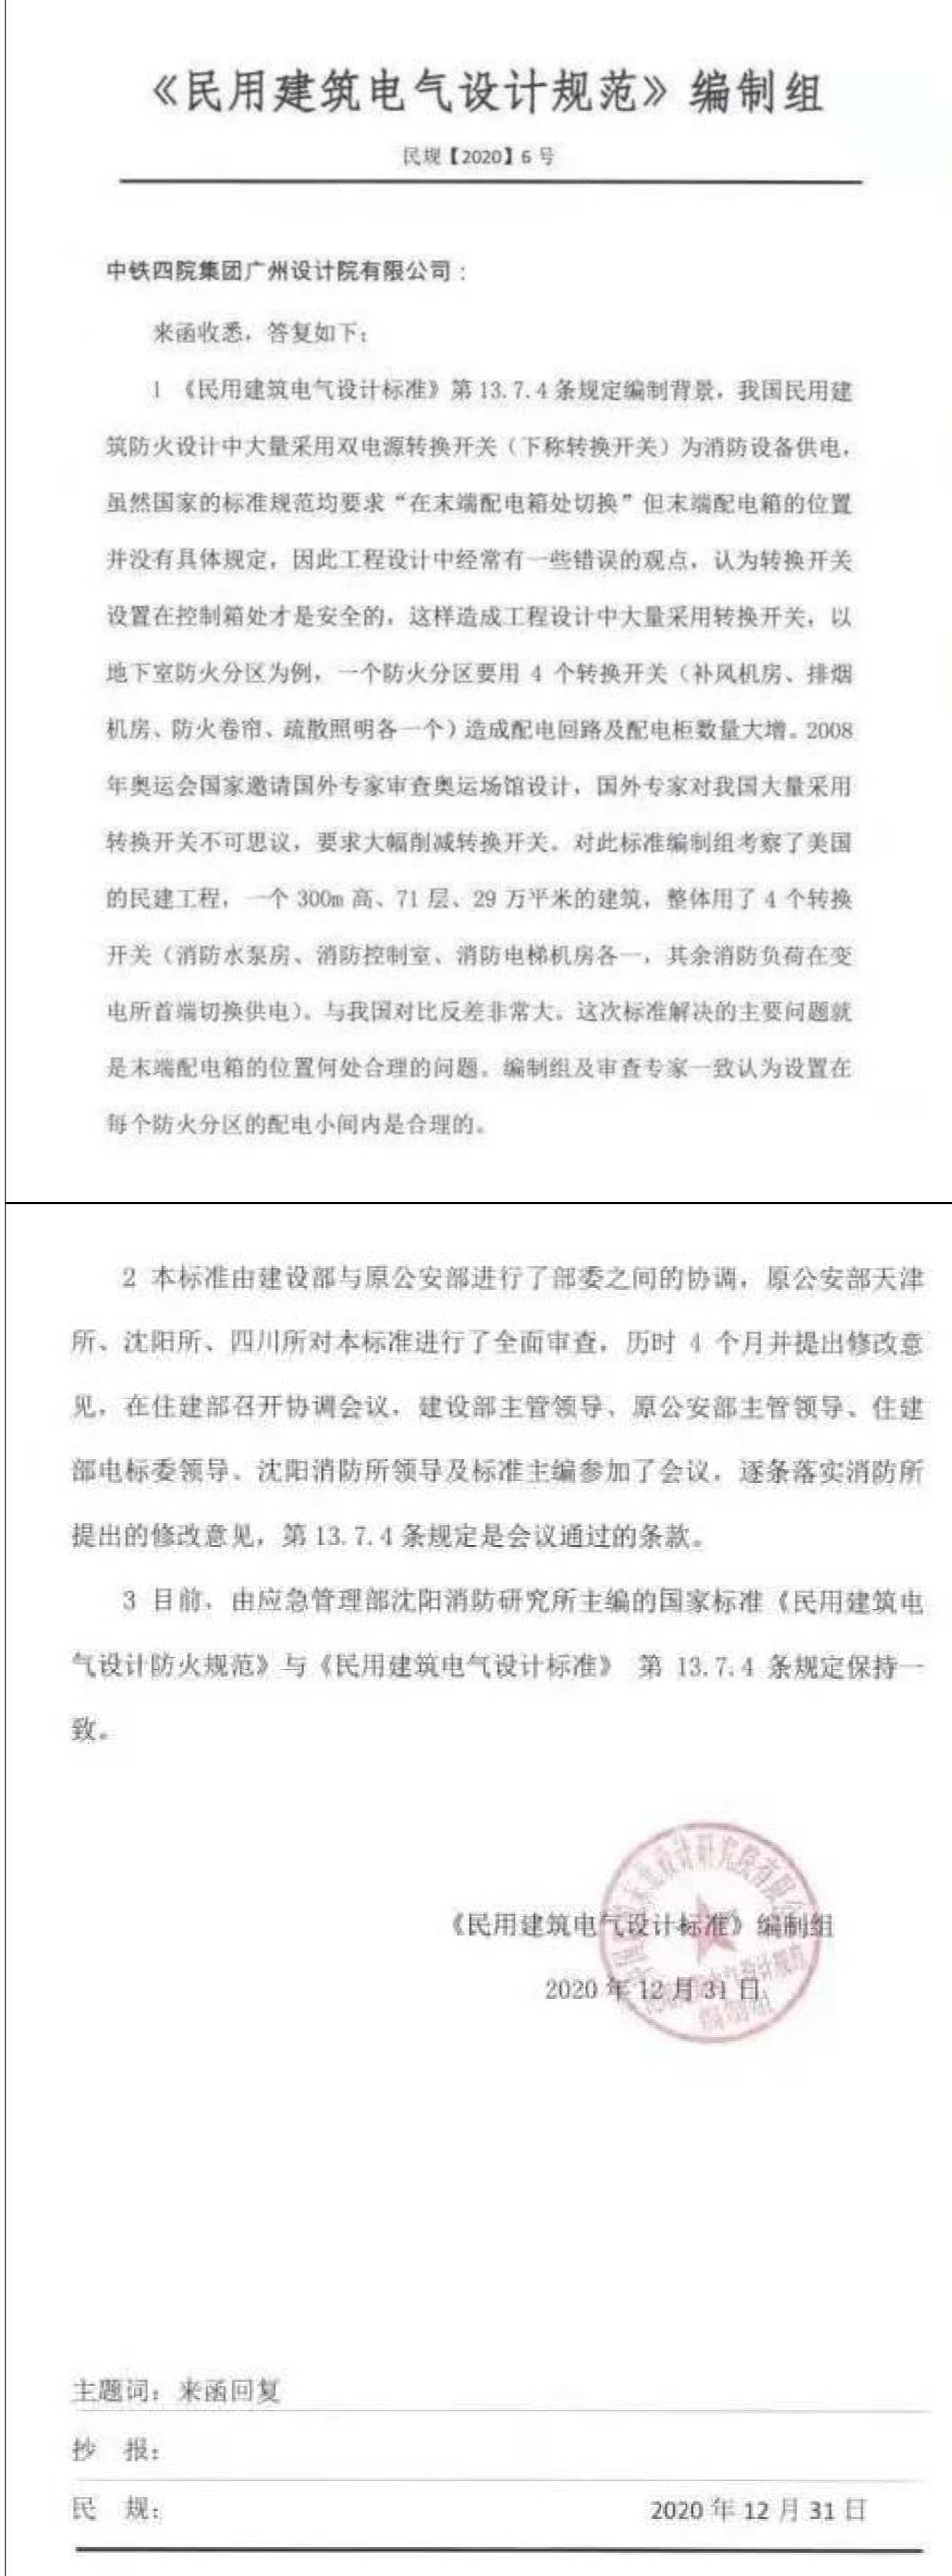 《民用建筑电气设计规范》编制组
民规【2020】6 号
中铁四院集团广州设计院有限公司：
来函收悉，答复如下：
1 《民用建筑电气设计标准》第 13.7.4 条规定编制背景，我国民用建
筑防火设计中大量采用双电源转换开关（下称转换开关）为消防设备供电，
虽然国家的标准规范均要求“在末端配电箱处切换”但末端配电箱的位置
并没有具体规定，因此工程设计中经常有一些错误的观点，认为转换开关
设置在控制箱处才是安全的，这样造成工程设计中大量采用转换开关，以
地下室防火分区为例，一个防火分区要用 4 个转换开关（补风机房、排烟
机房、防火卷帘、疏散照明各一个）造成配电回路及配电柜数量大增。2008
年奥运会国家邀请国外专家审查奥运场馆设计，国外专家对我国大量采用
转换开关不可思议，要求大幅削减转换开关。对此标准编制组考察了美国
的民建工程，一个 300m 高、71 层、29 万平米的建筑，整体用了 4 个转换
开关（消防水泵房、消防控制室、消防电梯机房各一，其余消防负荷在变
电所首端切换供电）。与我国对比反差非常大。这次标准解决的主要问题就
是末端配电箱的位置何处合理的问题。编制组及审查专家一致认为设置在
每个防火分区的配电小间内是合理的。
2 本标准由建设部与原公安部进行了部委之间的协调，原公安部天津
所、沈阳所、四川所对本标准进行了全面审查，历时 4 个月并提出修改意
见，在住建部召开协调会议，建设部主管领导、原公安部主管领导、住建
部电标委领导、沈阳消防所领导及标准主编参加了会议，逐条落实消防所
提出的修改意见，第 13.7.4 条规定是会议通过的条款。
3 目前，由应急管理部沈阳消防研究所主编的国家标准《民用建筑电
气设计防火规范》与《民用建筑电气设计标准》 第 13.7.4 条规定保持一
致。
《民用建筑电气设计标准》编制组
2020 年 12 月 31 日
主题词：来函回复
抄 报：
民 规： 2020 年 12 月 31 日